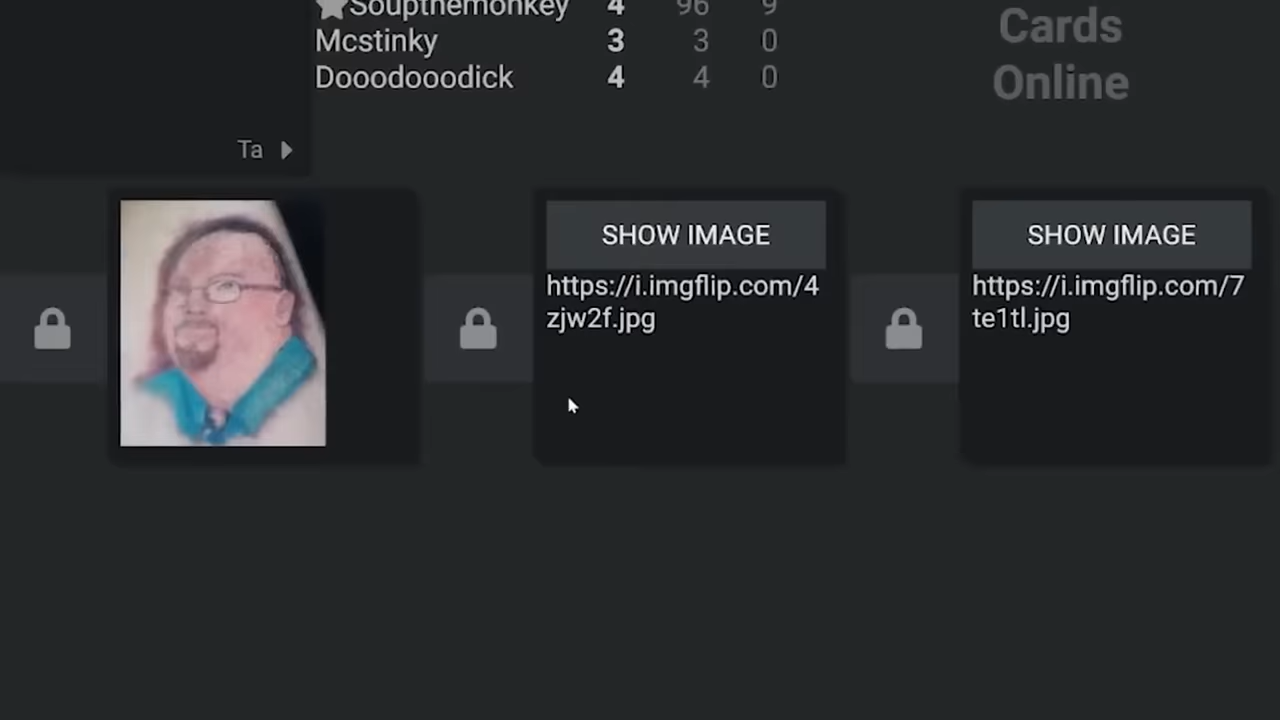 Soupthemonkey 4 96 9
Mcstinky 3 3 0
Dooodooodick 4 4 0
Cards
Online
Ta
SHOW IMAGE
https://i.imgflip.com/4
zjw2f.jpg
SHOW IMAGE
https://i.imgflip.com/7
te1tl.jpg